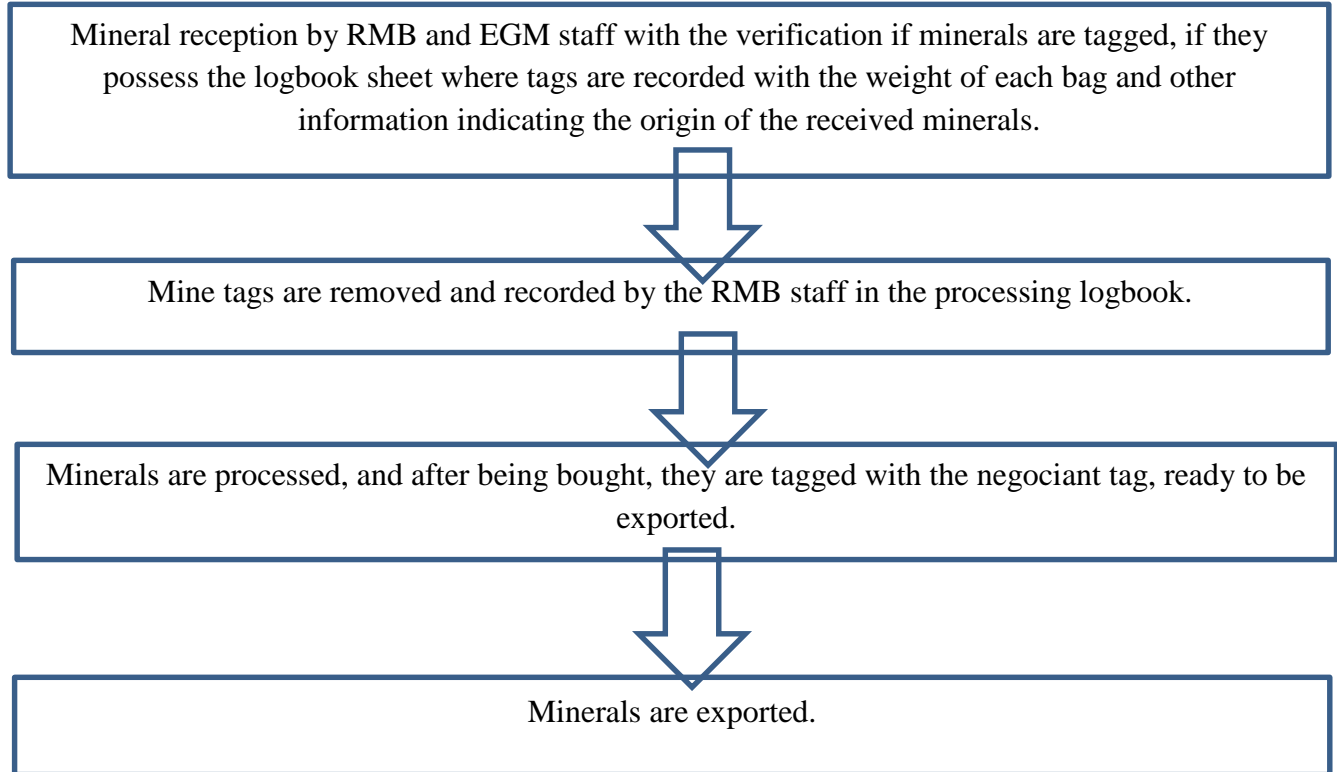 Mineral reception by RMB and EGM staff with the verification if minerals are tagged, if they
possess the logbook sheet where tags are recorded with the weight of each bag and other
information indicating the origin of the received minerals.
Mine tags are removed and recorded by the RMB staff in the processing logbook.
Minerals are processed, and after being bought, they are tagged with the negociant tag, ready to be
exported.
Minerals are exported.